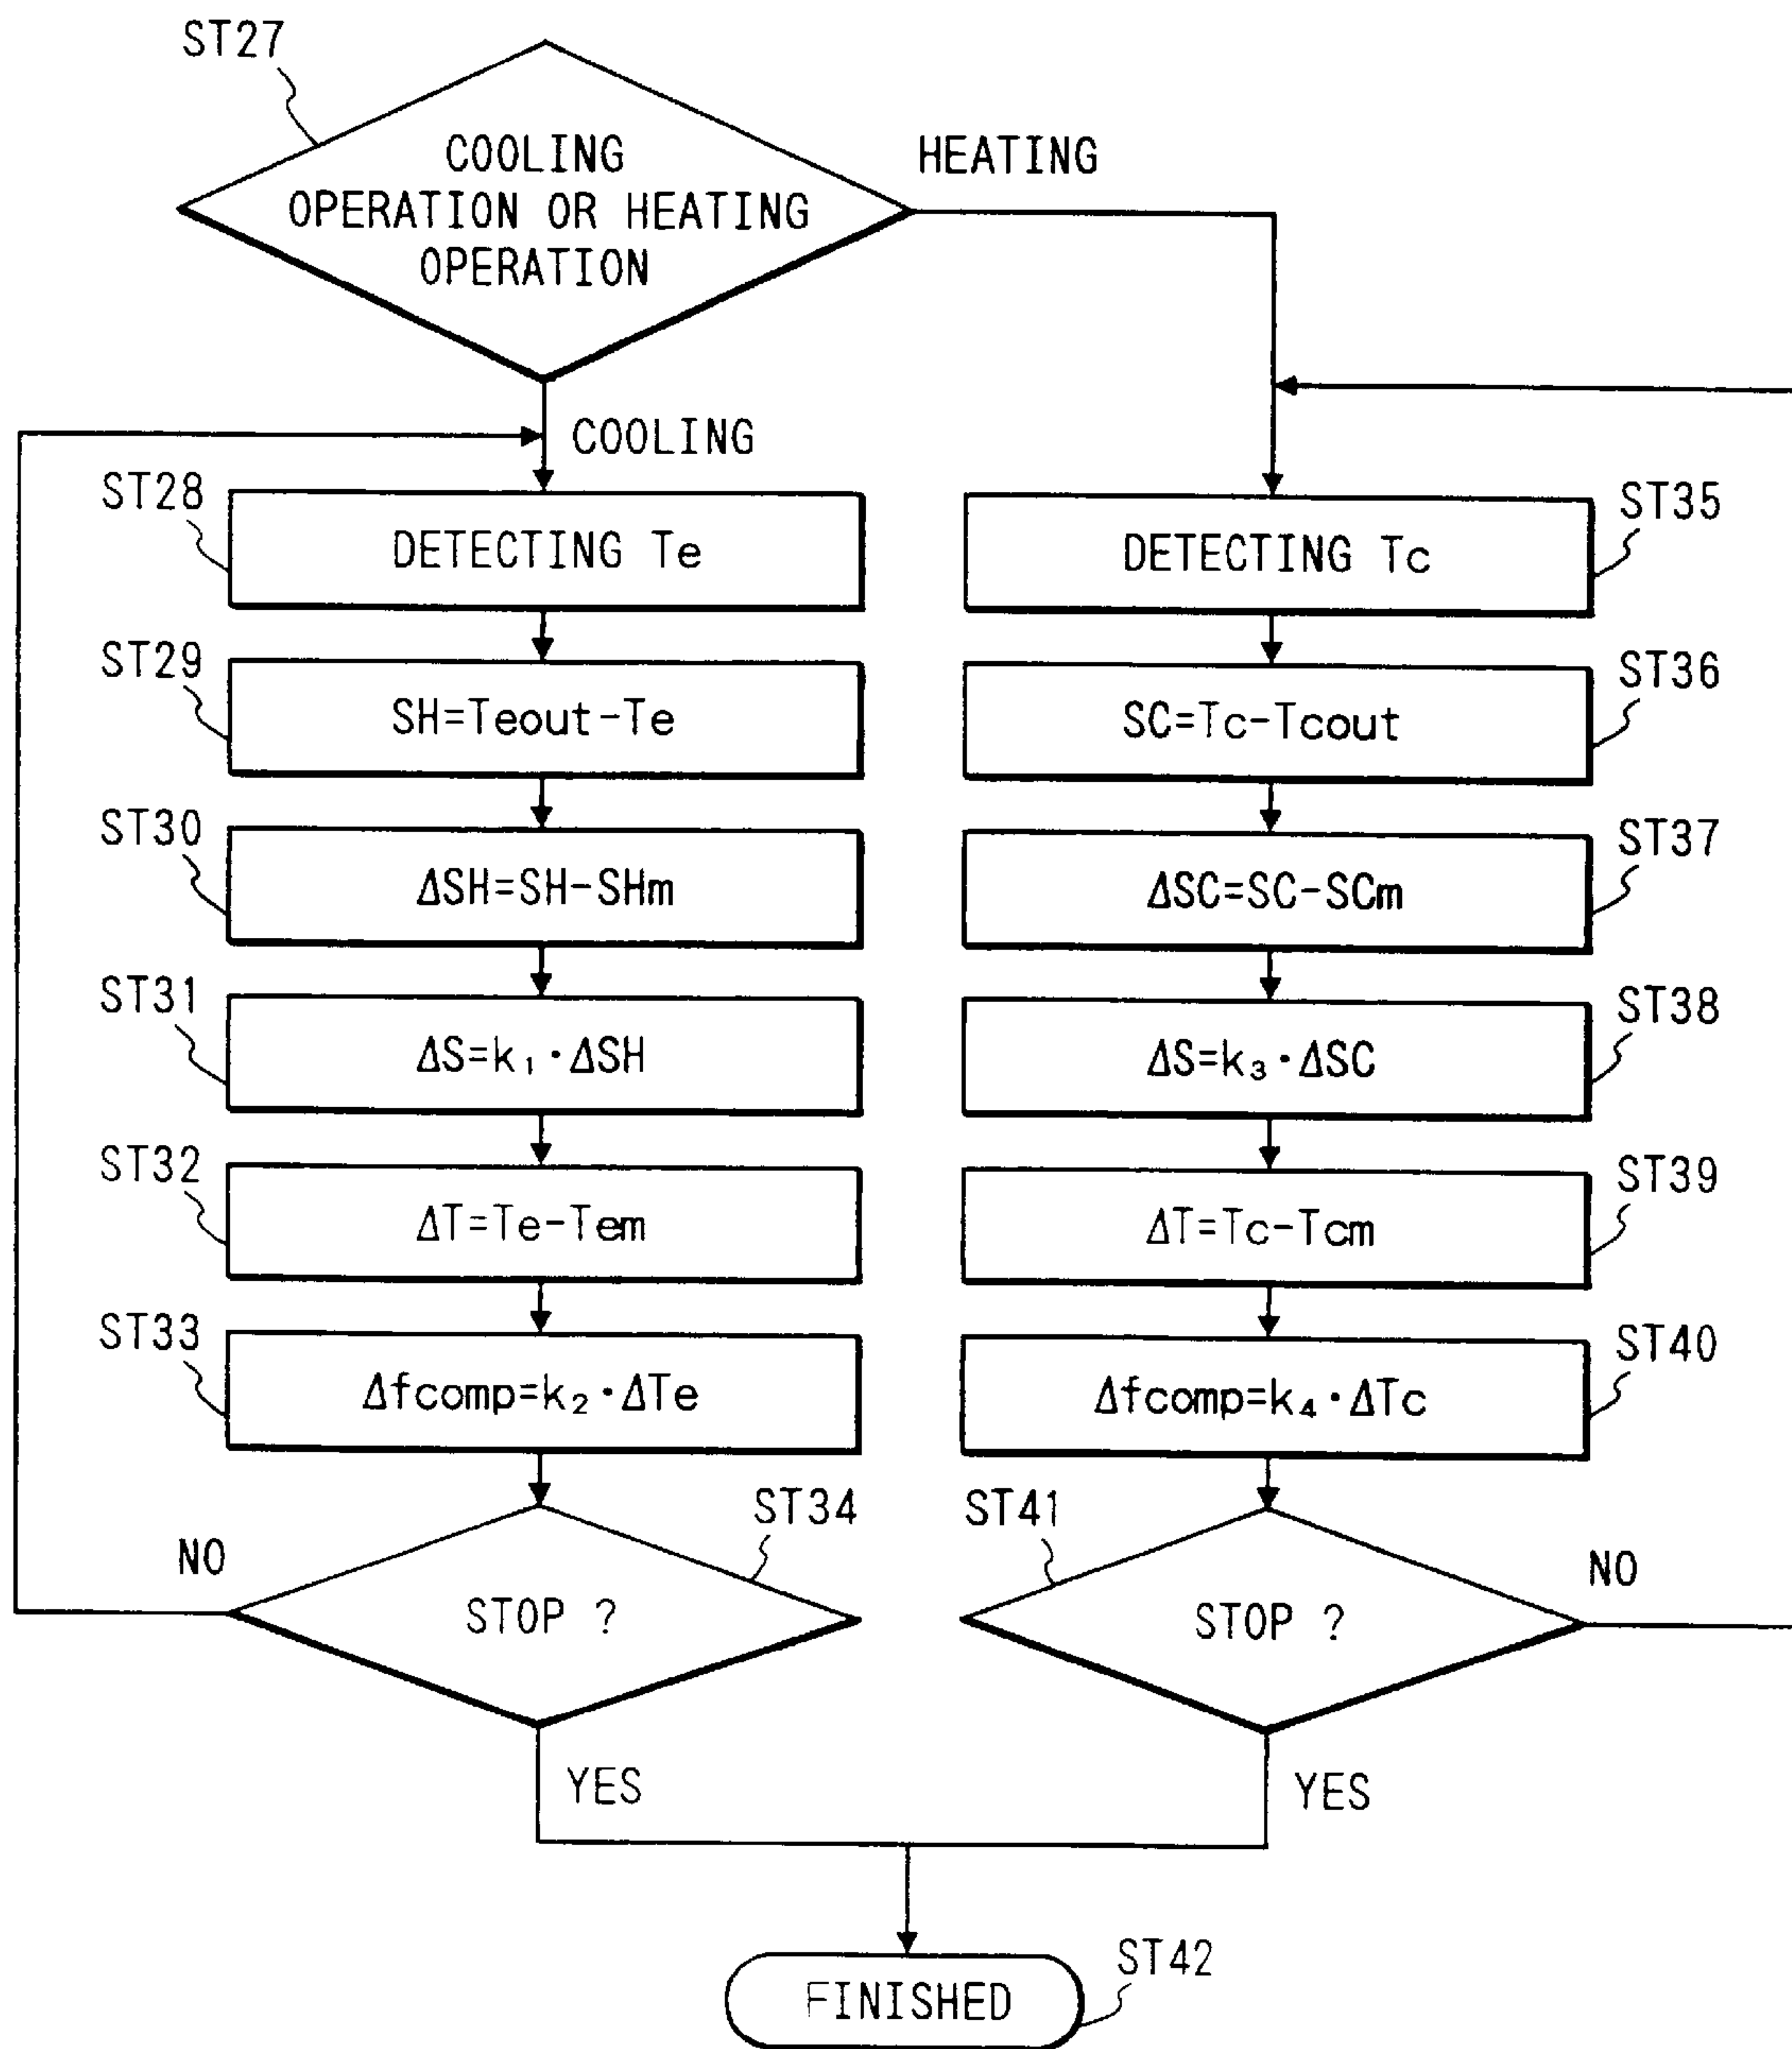 ST27
COOLING
OPERATION OR HEATING
OPERATION
HEATING
COOLING
ST28
DETECTING Te
ST29
SH=Teout-Te
ST30
ΔSH=SH-SHm
ST31
ΔS=k₁·ΔSH
ST32
ΔT=Te-Tem
ST33
Δfcomp=k₂·ΔTe
ST34
STOP ?
NO
YES
ST35
DETECTING Tc
ST36
SC=Tc-Tcout
ST37
ΔSC=SC-SCm
ST38
ΔS=k₃·ΔSC
ST39
ΔT=Tc-Tcm
ST40
Δfcomp=k₄·ΔTc
ST41
STOP ?
NO
YES
FINISHED
ST42